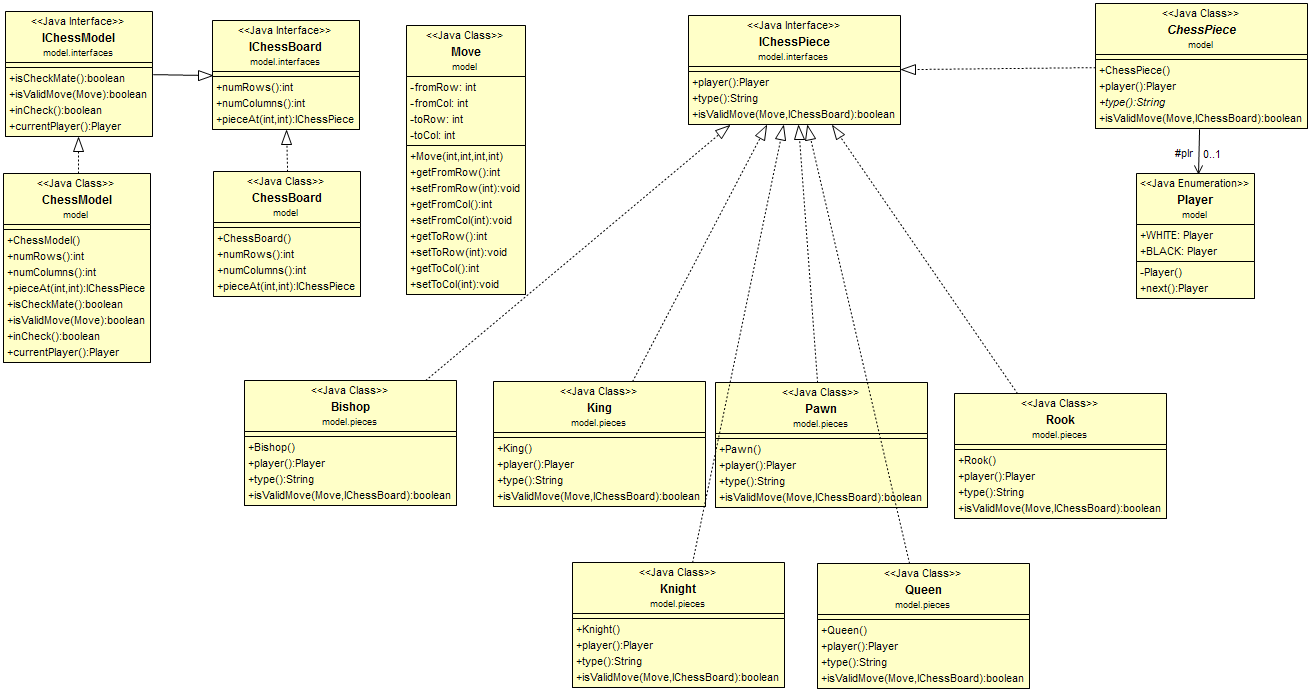 <<Java Interface>>
IChessModel
model.interfaces
+isCheckMate():boolean
+isValidMove(Move):boolean
+inCheck():boolean
+currentPlayer():Player
<<Java Interface>>
IChessBoard
model.interfaces
+numRows():int
+numColumns():int
+pieceAt(int,int):IChessPiece
<<Java Class>>
Move
model
-fromRow: int
-fromCol: int
-toRow: int
-toCol: int
+Move(int,int,int,int)
+getFromRow():int
+setFromRow(int):void
+getFromCol():int
+setFromCol(int):void
+getToRow():int
+setToRow(int):void
+getToCol():int
+setToCol(int):void
<<Java Interface>>
IChessPiece
model.interfaces
+player():Player
+type():String
+isValidMove(Move,IChessBoard):boolean
<<Java Class>>
ChessPiece
model
+ChessPiece()
+player():Player
+type():String
+isValidMove(Move,IChessBoard):boolean
#plr 0..1
<<Java Enumeration>>
Player
model
+WHITE: Player
+BLACK: Player
-Player()
+next():Player
<<Java Class>>
ChessModel
model
+ChessModel()
+numRows():int
+numColumns():int
+pieceAt(int,int):IChessPiece
+isCheckMate():boolean
+isValidMove(Move):boolean
+inCheck():boolean
+currentPlayer():Player
<<Java Class>>
ChessBoard
model
+ChessBoard()
+numRows():int
+numColumns():int
+pieceAt(int,int):IChessPiece
<<Java Class>>
Bishop
model.pieces
+Bishop()
+player():Player
+type():String
+isValidMove(Move,IChessBoard):boolean
<<Java Class>>
King
model.pieces
+King()
+player():Player
+type():String
+isValidMove(Move,IChessBoard):boolean
<<Java Class>>
Pawn
model.pieces
+Pawn()
+player():Player
+type():String
+isValidMove(Move,IChessBoard):boolean
<<Java Class>>
Rook
model.pieces
+Rook()
+player():Player
+type():String
+isValidMove(Move,IChessBoard):boolean
<<Java Class>>
Knight
model.pieces
+Knight()
+player():Player
+type():String
+isValidMove(Move,IChessBoard):boolean
<<Java Class>>
Queen
model.pieces
+Queen()
+player():Player
+type():String
+isValidMove(Move,IChessBoard):boolean